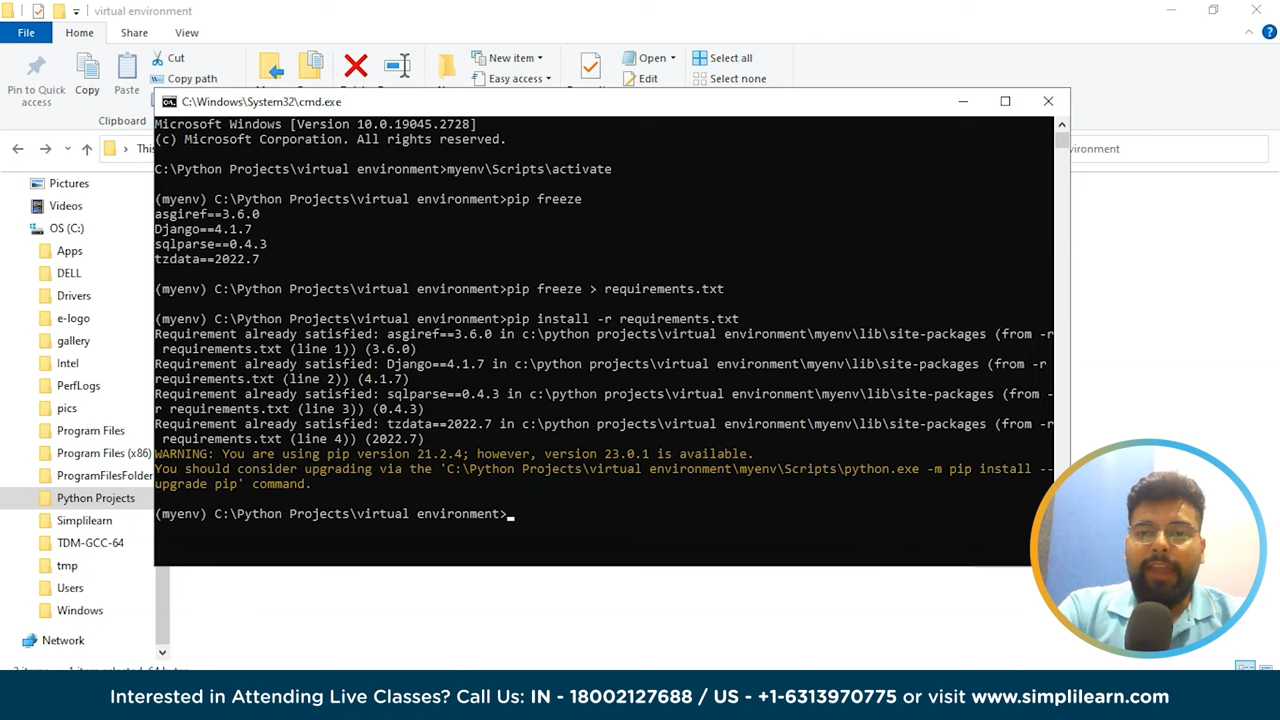 virtual environment
File
Home
Share
View
Pin to Quick
access
Copy
Paste
Cut
Copy path
New item
Easy access
Open
Edit
Select all
Select none
Clipboard
C:\Windows\System32\cmd.exe
Microsoft Windows [Version 10.0.19045.2728]
(c) Microsoft Corporation. All rights reserved.
C:\Python Projects\virtual environment>myenv\Scripts\activate
(myenv) C:\Python Projects\virtual environment>pip freeze
asgiref==3.6.0
Django==4.1.7
sqlparse==0.4.3
tzdata==2022.7
(myenv) C:\Python Projects\virtual environment>pip freeze > requirements.txt
(myenv) C:\Python Projects\virtual environment>pip install -r requirements.txt
Requirement already satisfied: asgiref==3.6.0 in c:\python projects\virtual environment\myenv\lib\site-packages (from -r
requirements.txt (line 1)) (3.6.0)
Requirement already satisfied: Django==4.1.7 in c:\python projects\virtual environment\myenv\lib\site-packages (from -r
requirements.txt (line 2)) (4.1.7)
Requirement already satisfied: sqlparse==0.4.3 in c:\python projects\virtual environment\myenv\lib\site-packages (from -
r requirements.txt (line 3)) (0.4.3)
Requirement already satisfied: tzdata==2022.7 in c:\python projects\virtual environment\myenv\lib\site-packages (from -r
requirements.txt (line 4)) (2022.7)
WARNING: You are using pip version 21.2.4; however, version 23.0.1 is available.
You should consider upgrading via the 'C:\Python Projects\virtual environment\myenv\Scripts\python.exe -m pip install --
upgrade pip' command.
(myenv) C:\Python Projects\virtual environment>
Pictures
Videos
OS (C:)
Apps
DELL
Drivers
e-logo
gallery
Intel
PerfLogs
pics
Program Files
Program Files (x86)
ProgramFilesFolder
Python Projects
Simplilearn
TDM-GCC-64
tmp
Users
Windows
Network
Interested in Attending Live Classes? Call Us: IN - 18002127688 / US - +1-6313970775 or visit www.simplilearn.com